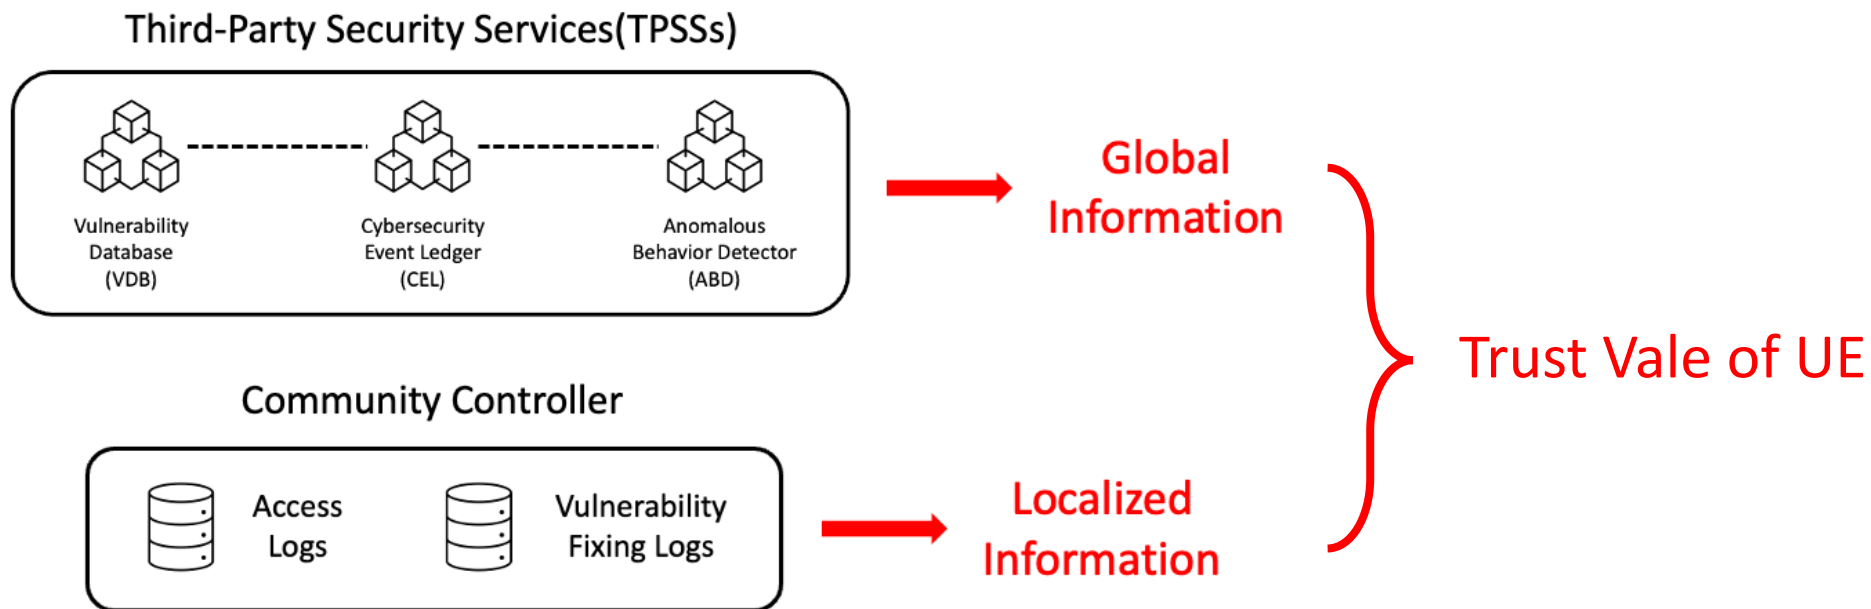 Third-Party Security Services(TPSSs)
Vulnerability
Database
(VDB)
Cybersecurity
Event Ledger
(CEL)
Anomalous
Behavior Detector
(ABD)
Global
Information
Community Controller
Access
Logs
Vulnerability
Fixing Logs
Localized
Information
Trust Vale of UE